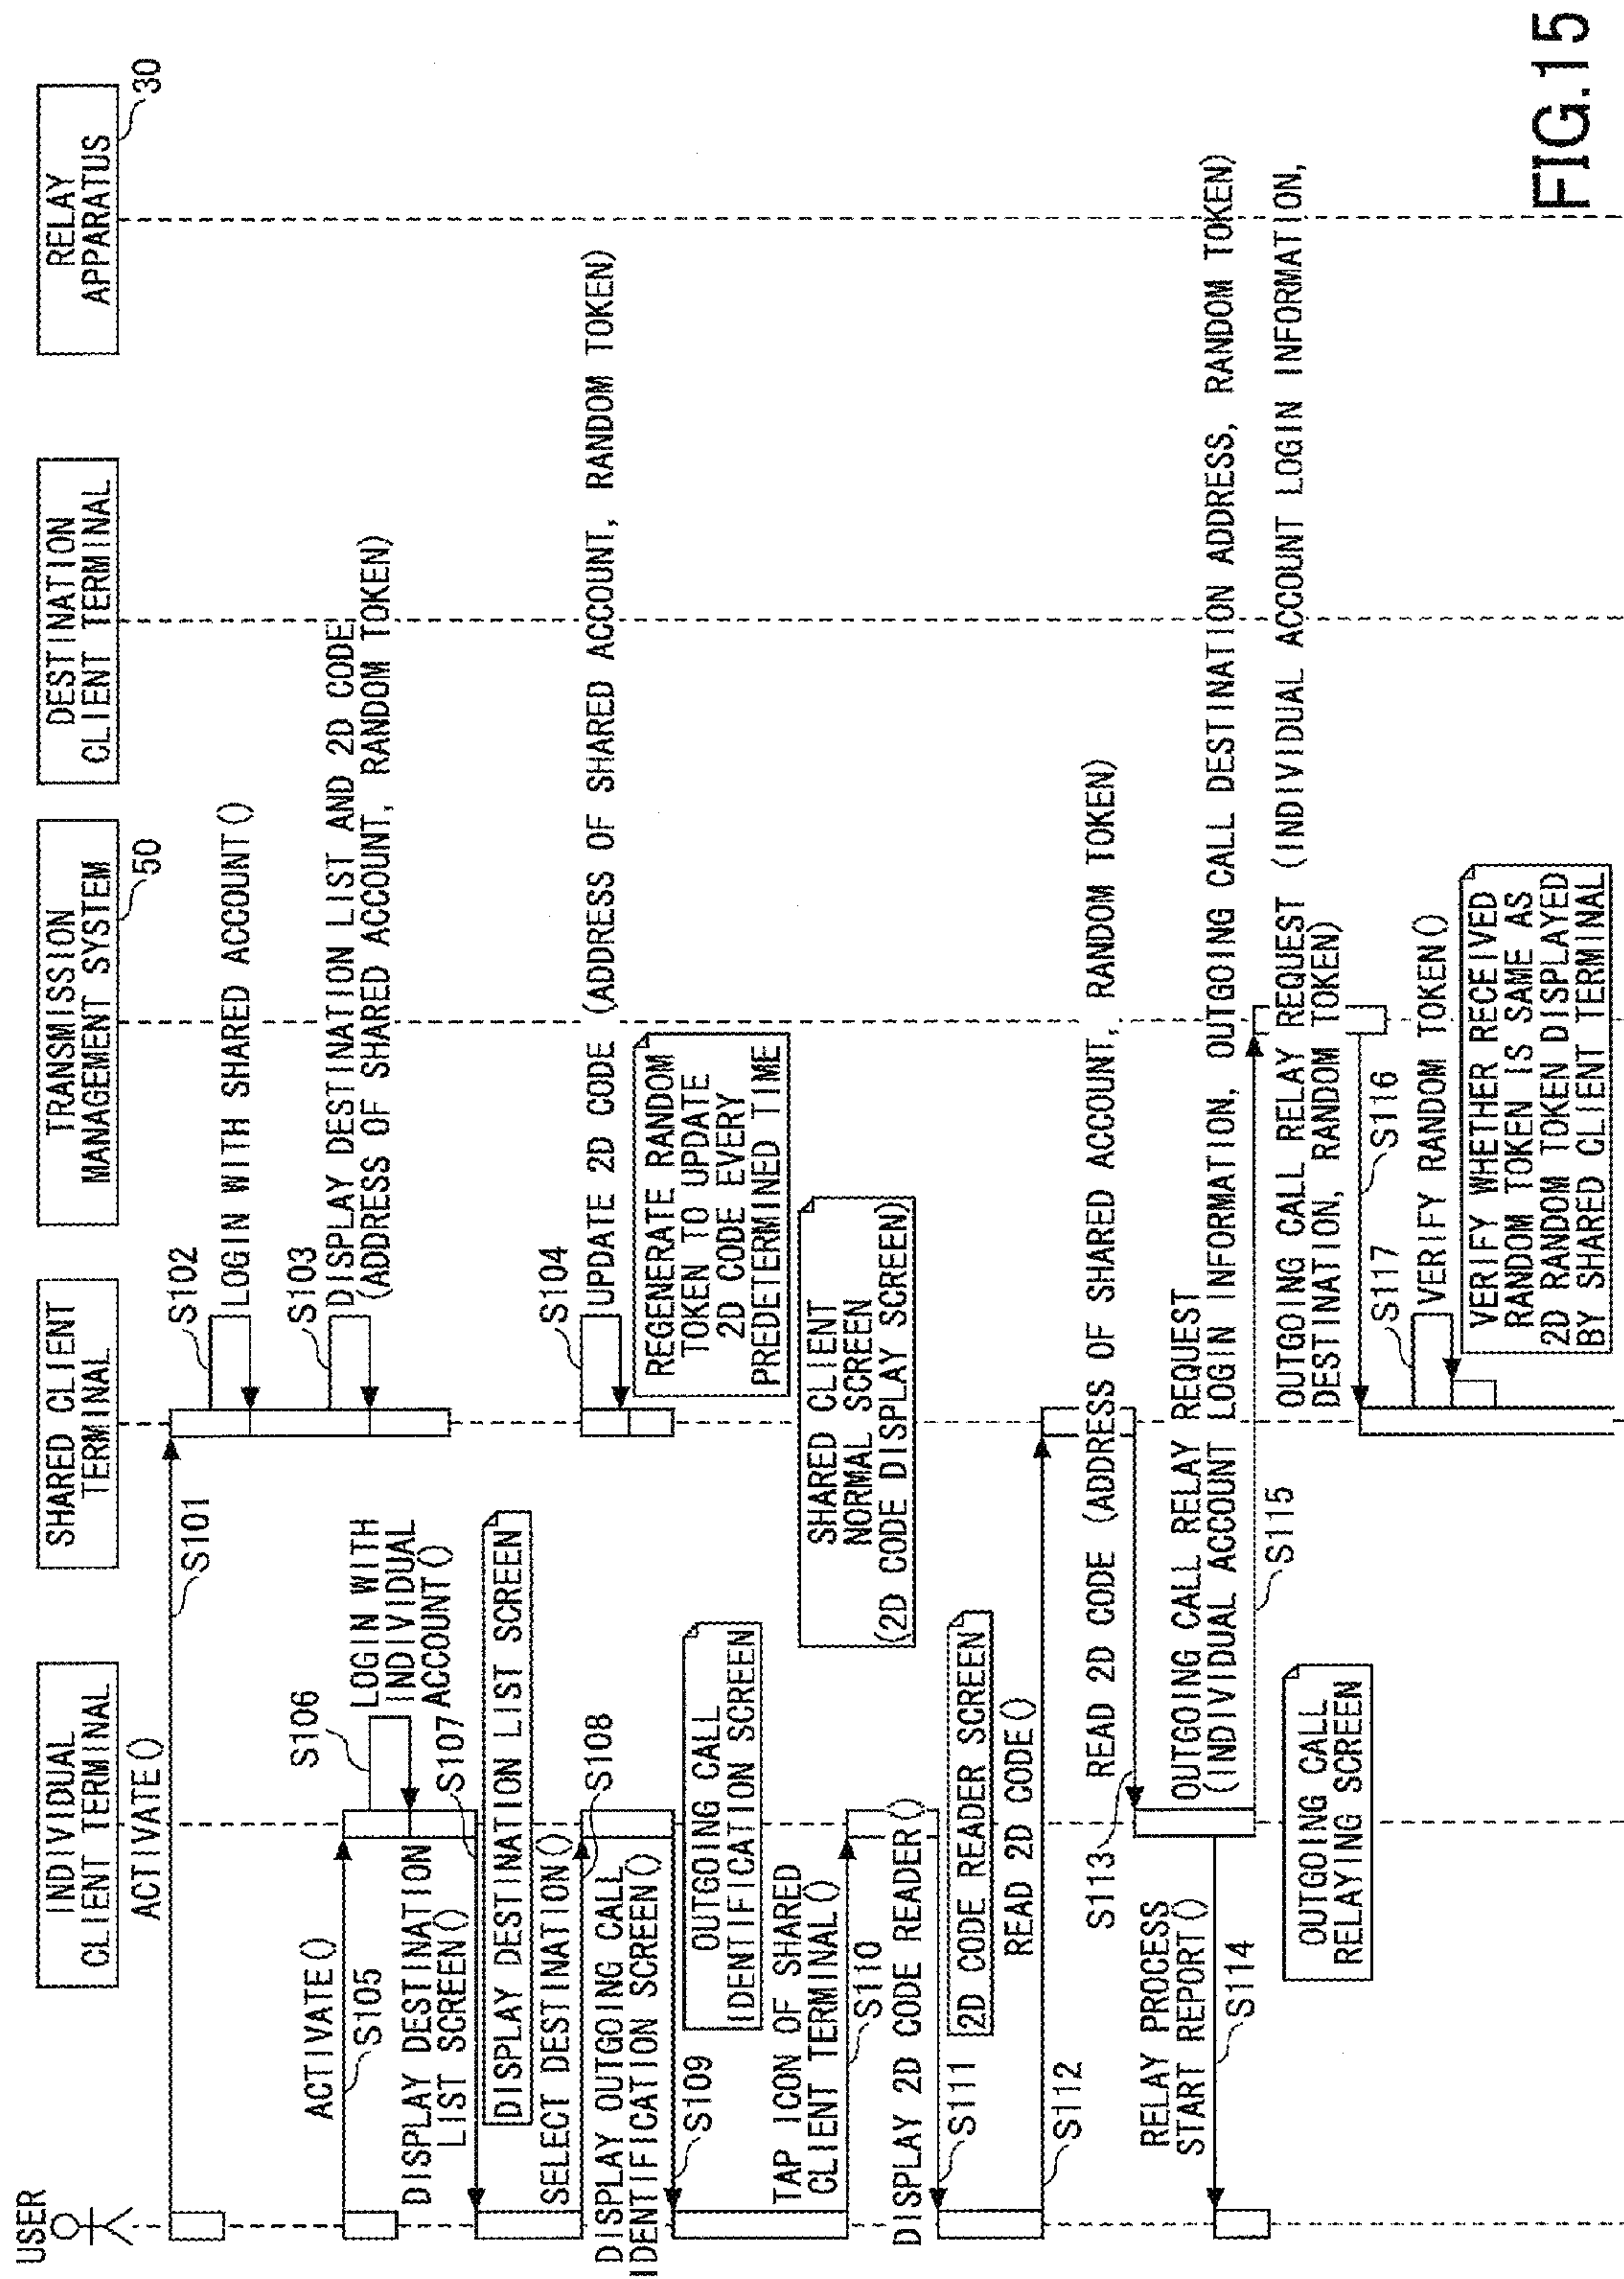 USER
INDIVIDUAL
CLIENT TERMINAL
SHARED CLIENT
TERMINAL
TRANSMISSION
MANAGEMENT SYSTEM
50
DESTINATION
CLIENT TERMINAL
RELAY
APPARATUS
30
ACTIVATE()
S101
S102
LOGIN WITH SHARED ACCOUNT()
S103
DISPLAY DESTINATION LIST AND 2D CODE
(ADDRESS OF SHARED ACCOUNT, RANDOM TOKEN)
ACTIVATE()
S105
S106
LOGIN WITH
INDIVIDUAL
ACCOUNT()
DISPLAY DESTINATION
LIST SCREEN()
S107
DISPLAY DESTINATION LIST SCREEN
SELECT DESTINATION()
S108
S104
UPDATE 2D CODE (ADDRESS OF SHARED ACCOUNT, RANDOM TOKEN)
REGENERATE RANDOM
TOKEN TO UPDATE
2D CODE EVERY
PREDETERMINED TIME
DISPLAY OUTGOING CALL
IDENTIFICATION SCREEN()
S109
OUTGOING CALL
IDENTIFICATION SCREEN
SHARED CLIENT
NORMAL SCREEN
(2D CODE DISPLAY SCREEN)
TAP ICON OF SHARED
CLIENT TERMINAL()
S110
DISPLAY 2D CODE READER()
S111
2D CODE READER SCREEN
READ 2D CODE()
S112
READ 2D CODE (ADDRESS OF SHARED ACCOUNT, RANDOM TOKEN)
S113
RELAY PROCESS
START REPORT()
S114
OUTGOING CALL RELAY REQUEST
(INDIVIDUAL ACCOUNT LOGIN INFORMATION, OUTGOING CALL DESTINATION ADDRESS, RANDOM TOKEN)
S115
OUTGOING CALL
RELAYING SCREEN
OUTGOING CALL RELAY REQUEST (INDIVIDUAL ACCOUNT LOGIN INFORMATION,
DESTINATION, RANDOM TOKEN)
S116
S117
VERIFY RANDOM TOKEN()
VERIFY WHETHER RECEIVED
RANDOM TOKEN IS SAME AS
2D RANDOM TOKEN DISPLAYED
BY SHARED CLIENT TERMINAL
FIG.15